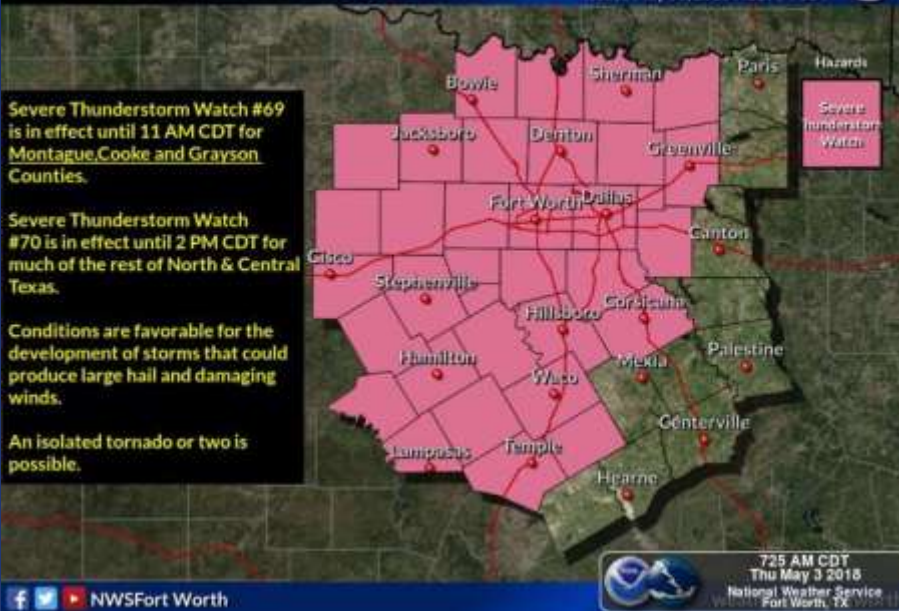 Severe Thunderstorm Watch #69
is in effect until 11 AM CDT for
Montague,Cooke and Grayson
Counties.
Severe Thunderstorm Watch
#70 is in effect until 2 PM CDT for
much of the rest of North & Central
Texas.
Conditions are favorable for the
development of storms that could
produce large hail and damaging
winds.
An isolated tornado or two is
possible.
Hazards
Severe
Thunderstorm
Watch
Bowie
Sherman
Paris
Jacksboro
Denton
Greenville
Fort Worth
Dallas
Canton
Cisco
Stephenville
Hillsboro
Corsicana
Hamilton
Mexia
Palestine
Waco
Centerville
Lampasas
Temple
Hearne
725 AM CDT
Thu May 3 2018
National Weather Service
Fort Worth, TX
NWSFort Worth